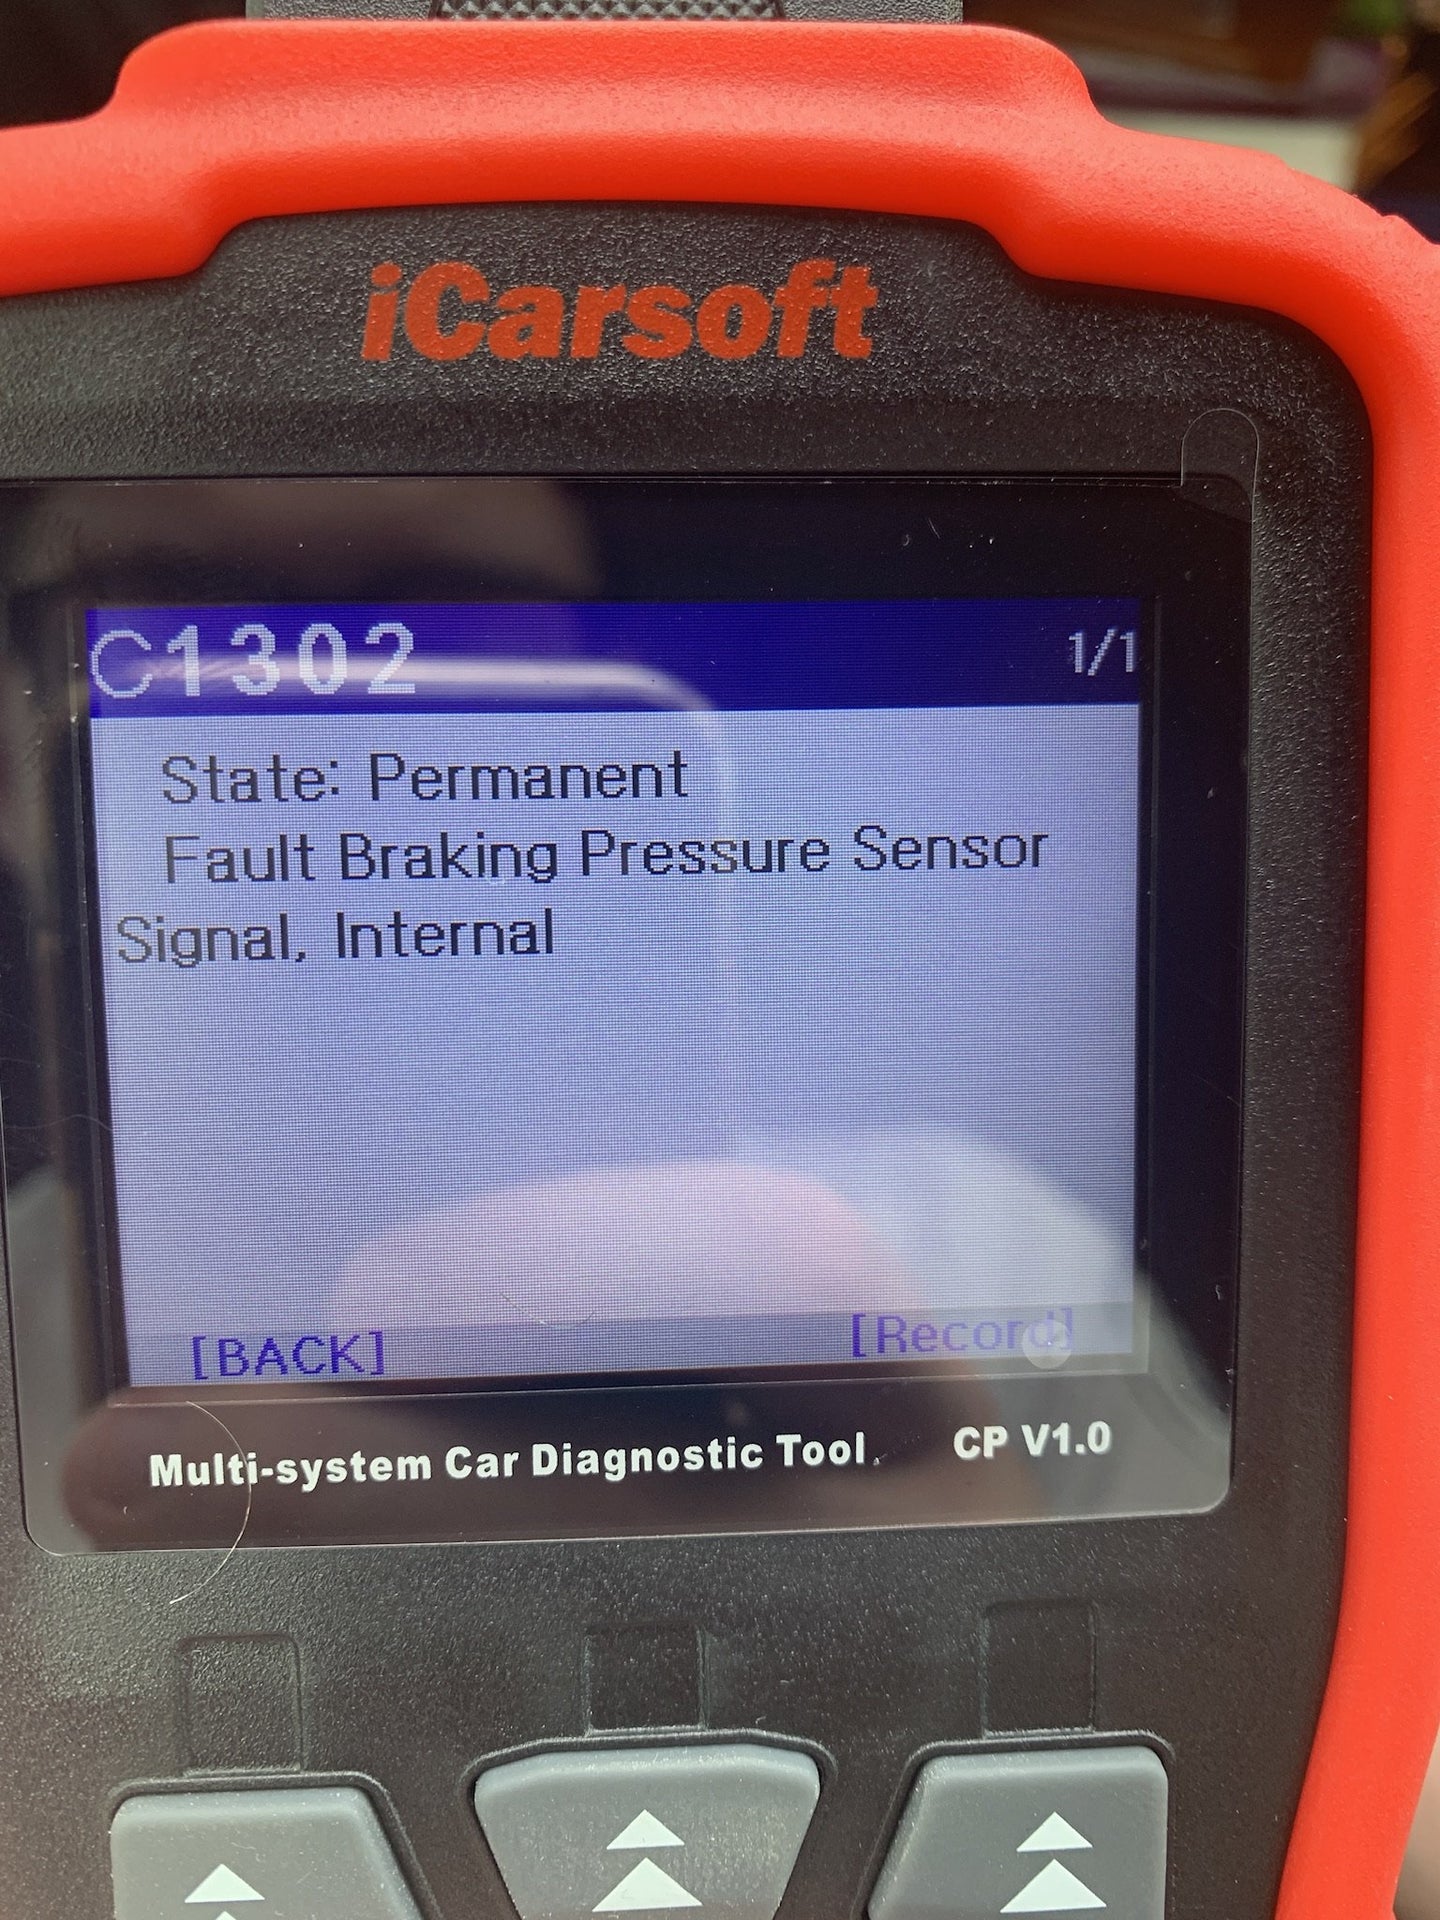 iCarsoft
C1302 1/1
State: Permanent
Fault Braking Pressure Sensor
Signal, Internal
[BACK] [Record]
Multi-system Car Diagnostic Tool. CP V1.0